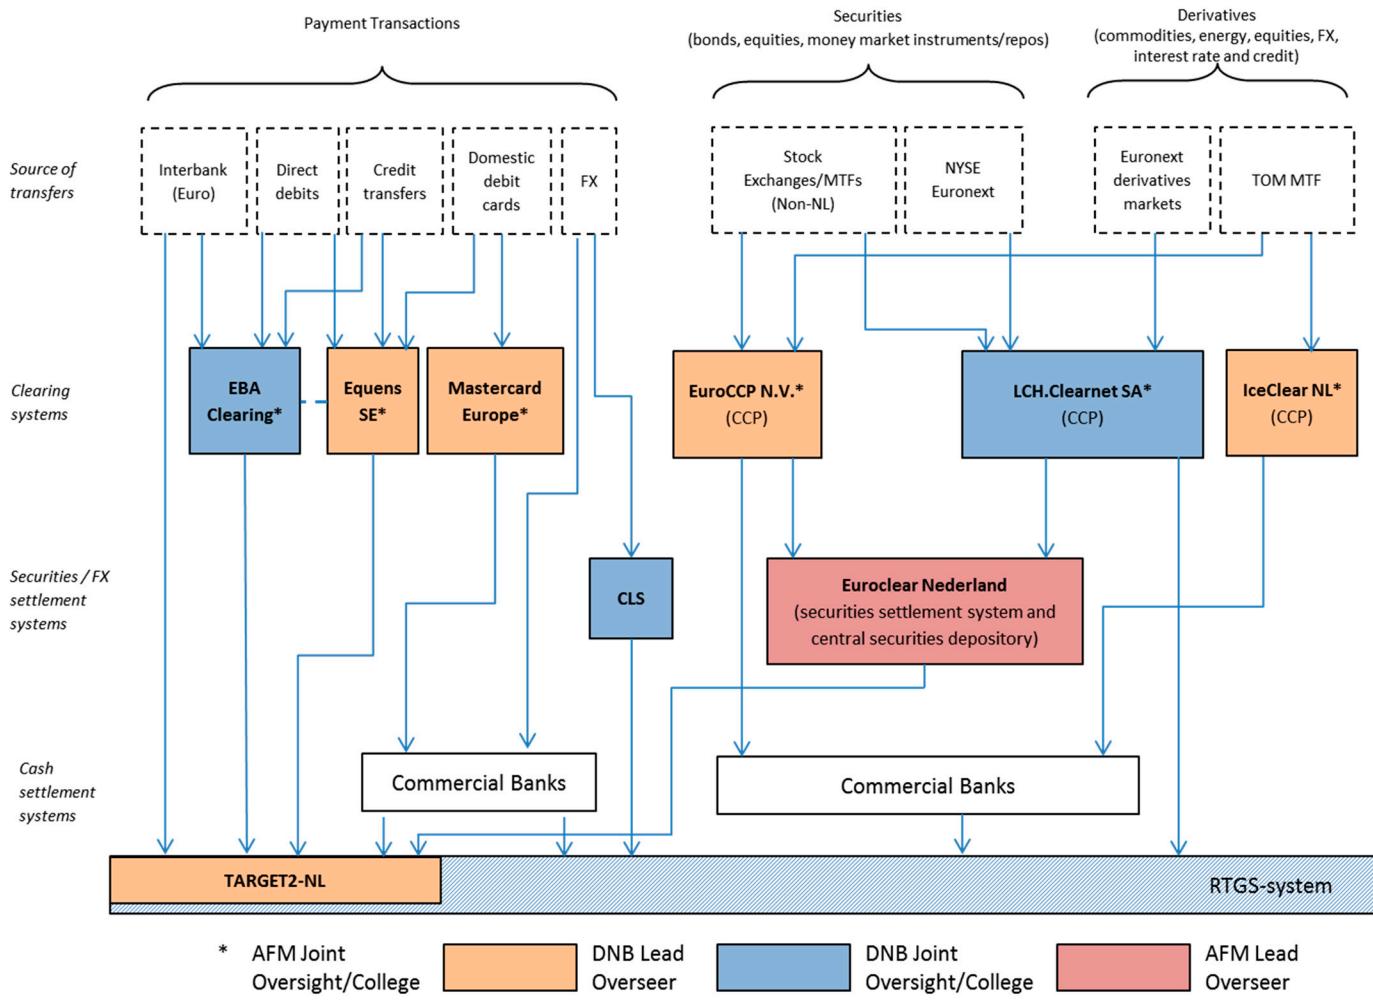 Payment Transactions
Securities
(bonds, equities, money market instruments/repos)
Derivatives
(commodities, energy, equities, FX,
interest rate and credit)
Source of
transfers
Interbank
(Euro)
Direct
debits
Credit
transfers
Domestic
debit
cards
FX
Stock
Exchanges/MTFs
(Non-NL)
NYSE
Euronext
Euronext
derivatives
markets
TOM MTF
Clearing
systems
EBA
Clearing*
Equens
SE*
Mastercard
Europe*
EuroCCP N.V.*
(CCP)
LCH.Clearnet SA*
(CCP)
IceClear NL*
(CCP)
Securities / FX
settlement
systems
CLS
Euroclear Nederland
(securities settlement system and
central securities depository)
Cash
settlement
systems
Commercial Banks
Commercial Banks
TARGET2-NL
RTGS-system
* AFM Joint
Oversight/College
DNB Lead
Overseer
DNB Joint
Oversight/College
AFM Lead
Overseer